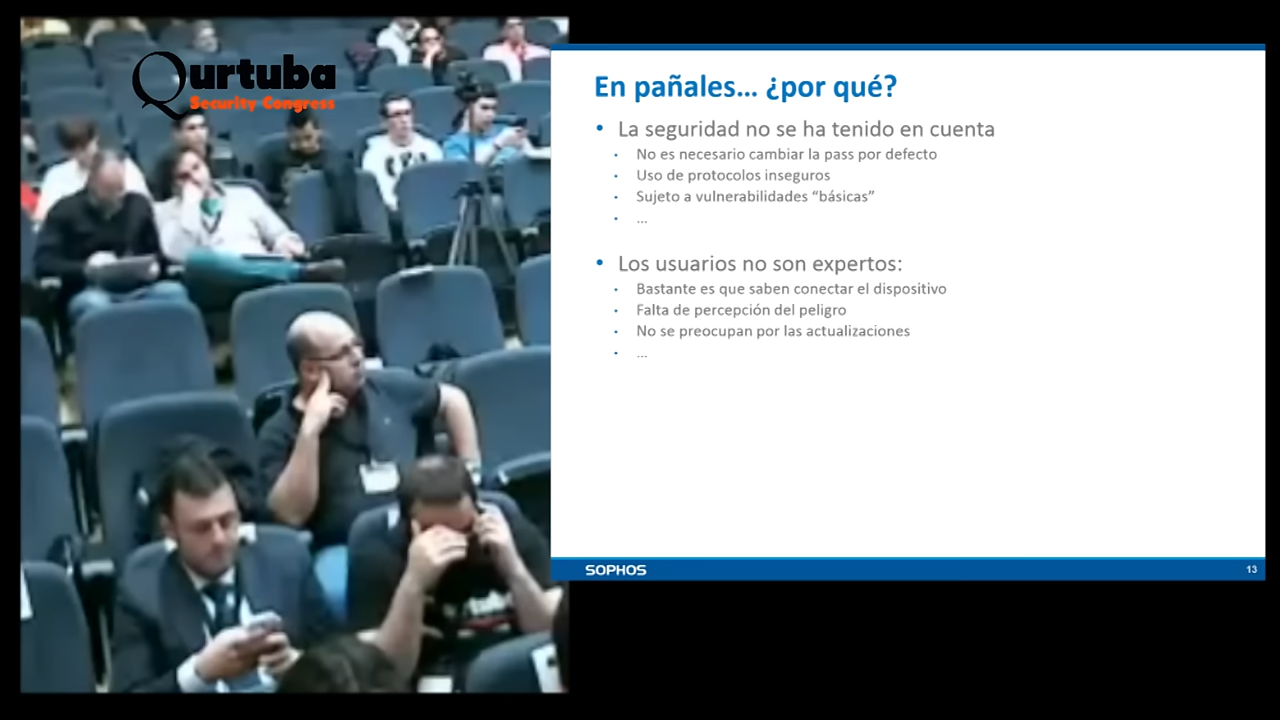 Qurtuba
Security Congress
En pañales... ¿por qué?
• La seguridad no se ha tenido en cuenta
• No es necesario cambiar la pass por defecto
• Uso de protocolos inseguros
• Sujeto a vulnerabilidades “básicas”
• ...
• Los usuarios no son expertos:
• Bastante es que saben conectar el dispositivo
• Falta de percepción del peligro
• No se preocupan por las actualizaciones
• ...
SOPHOS
13